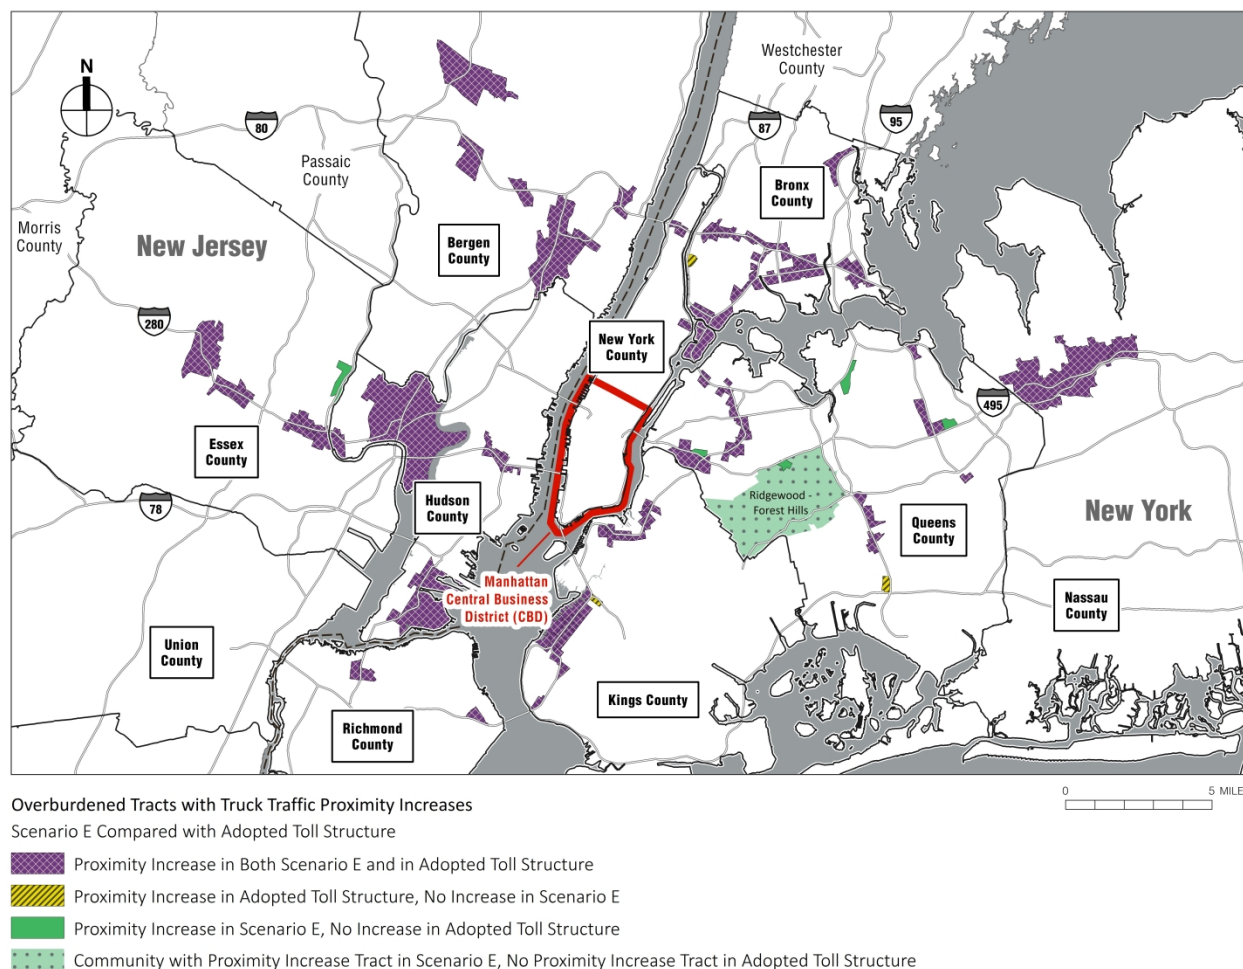 Westchester
County
N
80
87
95
Passaic
County
Bronx
County
Morris
County
New Jersey
Bergen
County
280
New York
County
495
Essex
County
Hudson
County
78
Ridgewood -
Forest Hills
Queens
County
New York
Manhattan
Central Business
District (CBD)
Nassau
County
Union
County
Kings County
Richmond
County
0 5 MILE
Overburdened Tracts with Truck Traffic Proximity Increases
Scenario E Compared with Adopted Toll Structure
Proximity Increase in Both Scenario E and in Adopted Toll Structure
Proximity Increase in Adopted Toll Structure, No Increase in Scenario E
Proximity Increase in Scenario E, No Increase in Adopted Toll Structure
Community with Proximity Increase Tract in Scenario E, No Proximity Increase Tract in Adopted Toll Structure